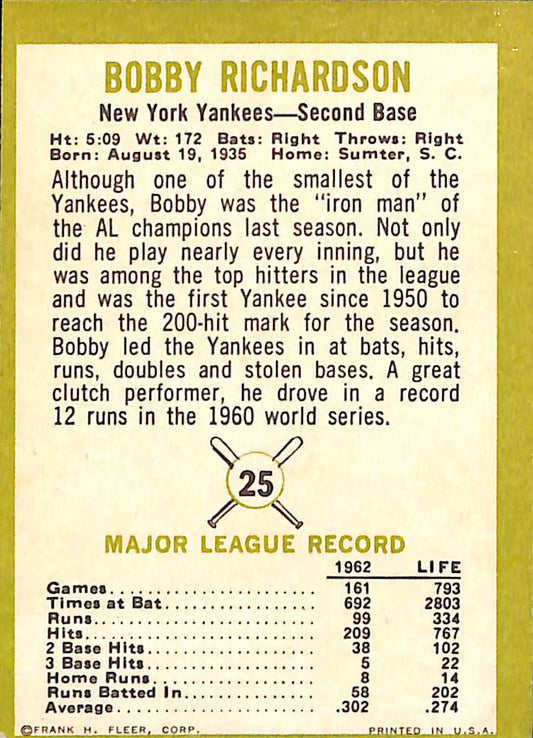 BOBBY RICHARDSON
New York Yankees—Second Base
Ht: 5:09 Wt: 172 Bats: Right Throws: Right
Born: August 19, 1935 Home: Sumter, S. C.
Although one of the smallest of the
Yankees, Bobby was the "iron man" of
the AL champions last season. Not only
did he play nearly every inning, but he
was among the top hitters in the league
and was the first Yankee since 1950 to
reach the 200-hit mark for the season.
Bobby led the Yankees in at bats, hits,
runs, doubles and stolen bases. A great
clutch performer, he drove in a record
12 runs in the 1960 world series.
25
MAJOR LEAGUE RECORD
1962 LIFE
Games 161 793
Times at Bat 692 2803
Runs 99 334
Hits 209 767
2 Base Hits 38 102
3 Base Hits 5 22
Home Runs 8 14
Runs Batted In 58 202
Average .302 .274
©FRANK H. FLEER, CORP. PRINTED IN U.S.A.